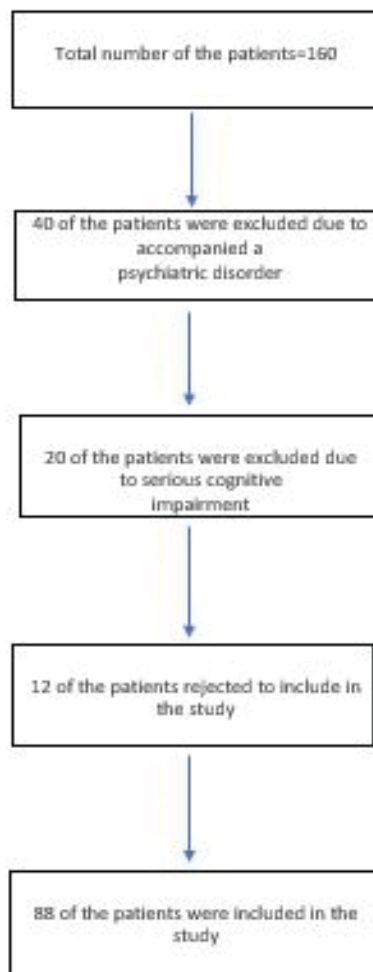 Total number of the patients=160
40 of the patients were excluded due to
accompanied a
psychiatric disorder
20 of the patients were excluded due
to serious cognitive
impairment
12 of the patients rejected to include in
the study
88 of the patients were included in the
study